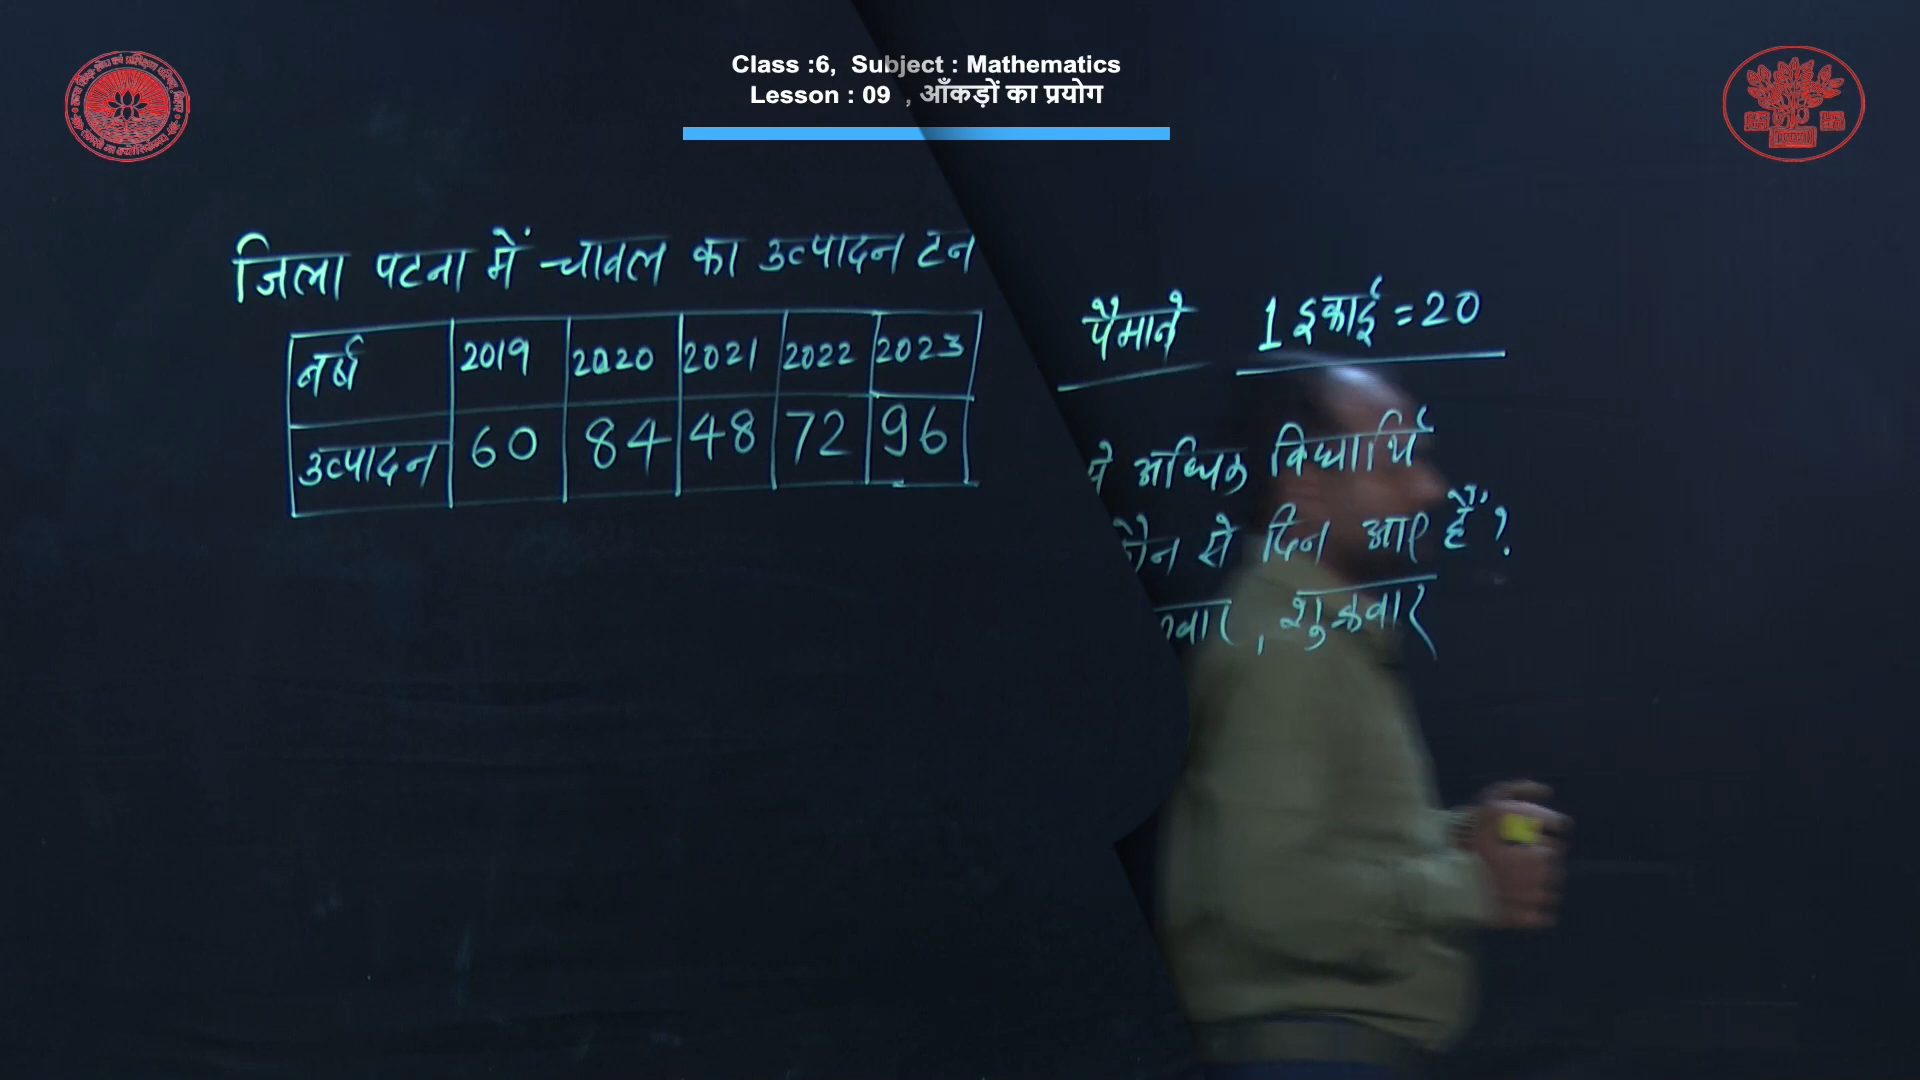 Class :6, Subject : Mathematics
Lesson : 09 , आँकड़ों का प्रयोग
जिला पटना में चावल का उत्पादन टन
वर्ष 2019 2020 2021 2022 2023
उत्पादन 60 84 48 72 96
पैमाने 1 इकाई = 20
अधिक विद्यार्थि
से दिन आए हैं ?
, शुक्रवार